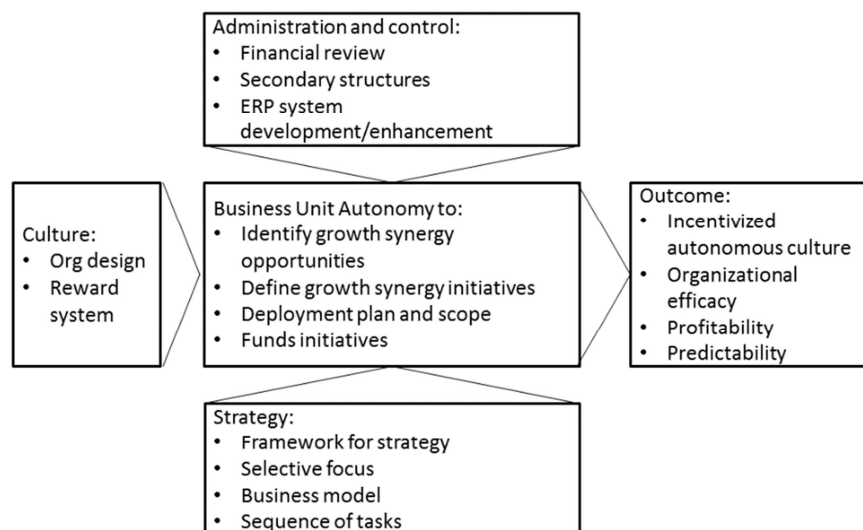 Administration and control:
• Financial review
• Secondary structures
• ERP system
development/enhancement
Culture:
• Org design
• Reward
system
Business Unit Autonomy to:
• Identify growth synergy
opportunities
• Define growth synergy initiatives
• Deployment plan and scope
• Funds initiatives
Outcome:
• Incentivized
autonomous culture
• Organizational
efficacy
• Profitability
• Predictability
Strategy:
• Framework for strategy
• Selective focus
• Business model
• Sequence of tasks